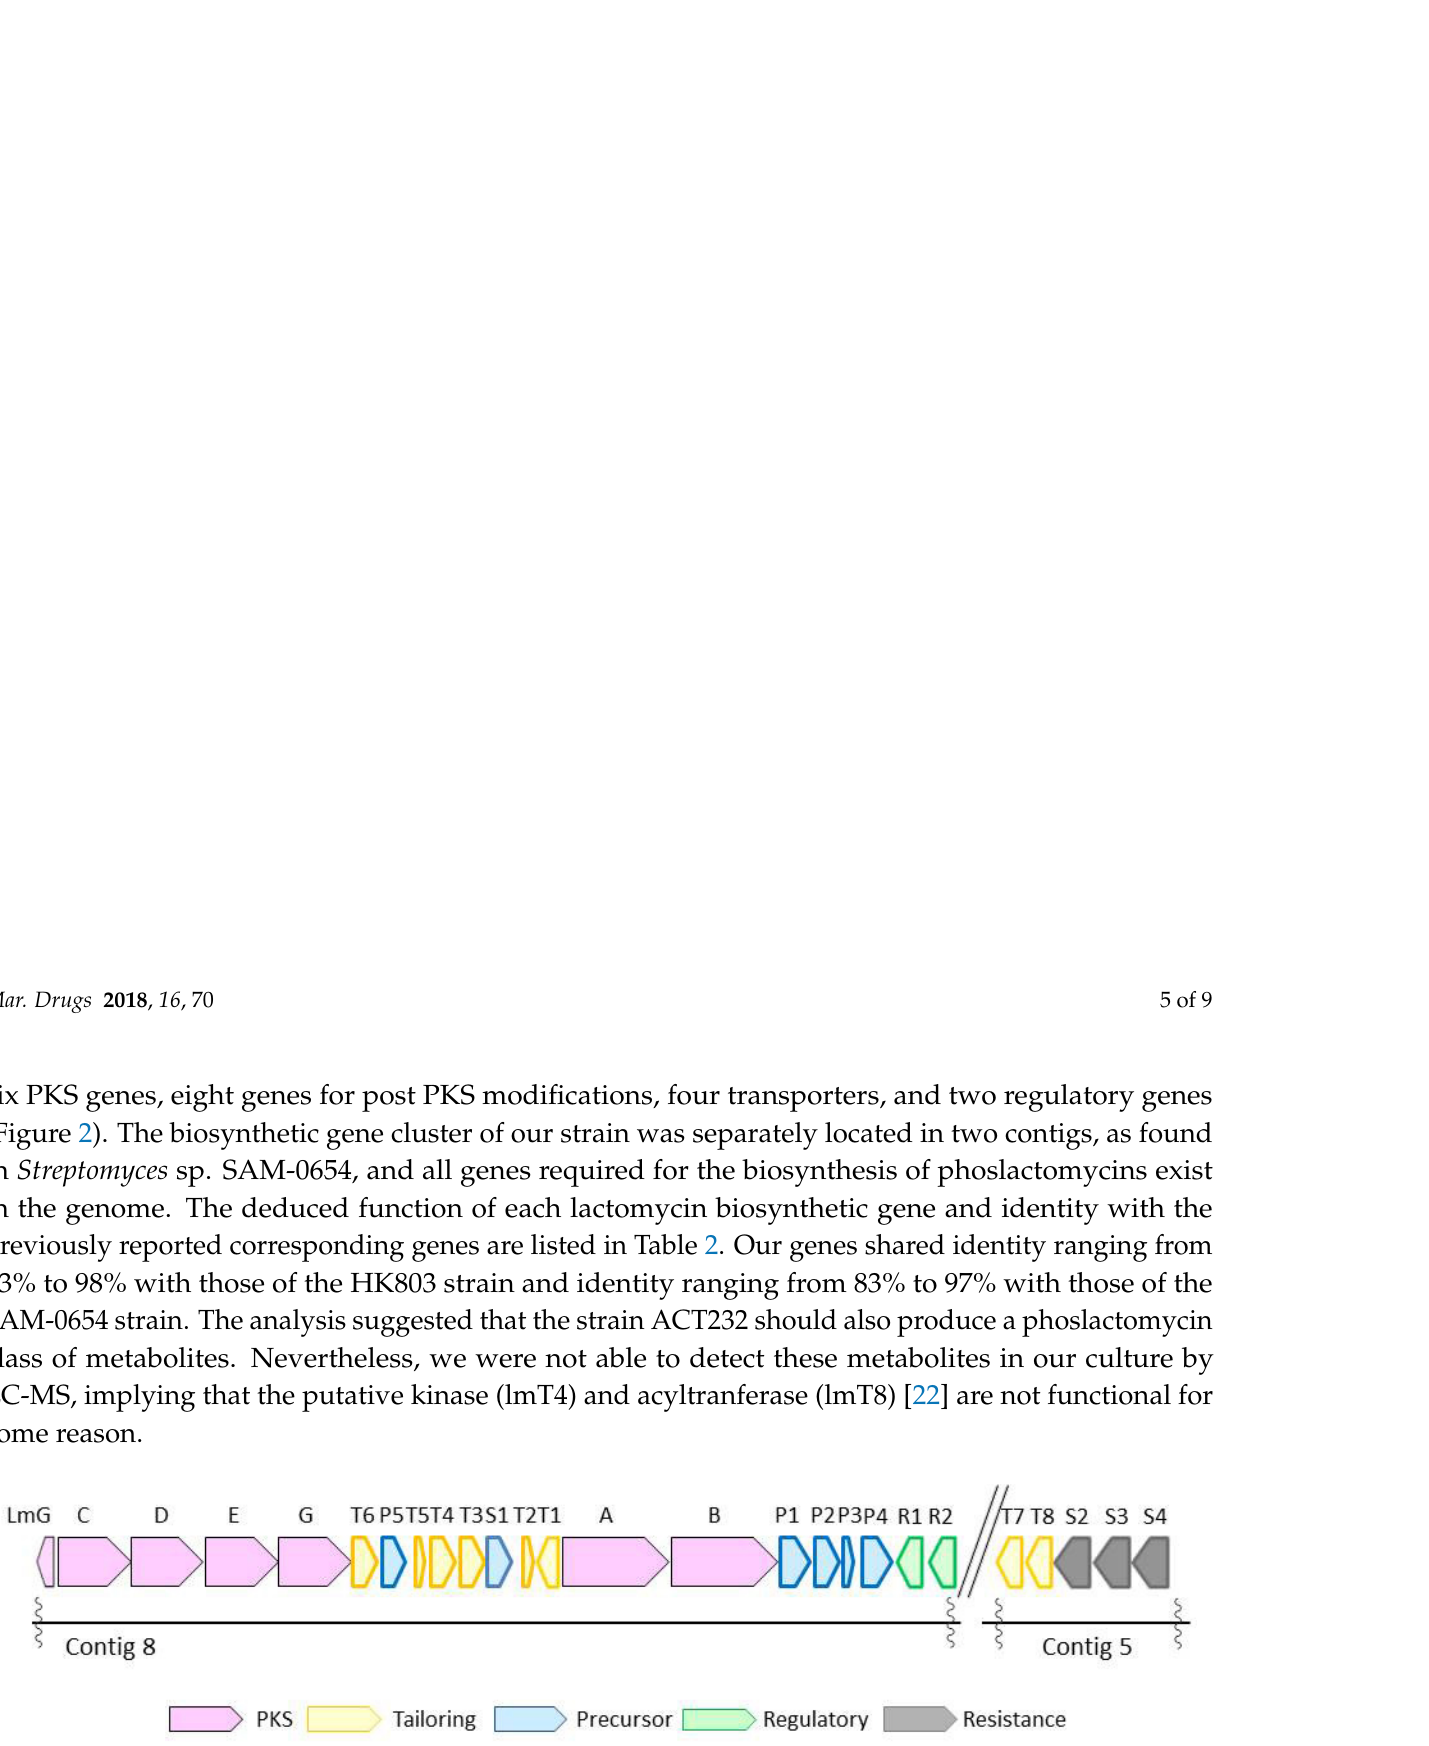 Mar. Drugs 2018, 16, 70 5 of 9
ix PKS genes, eight genes for post PKS modifications, four transporters, and two regulatory genes
Figure 2). The biosynthetic gene cluster of our strain was separately located in two contigs, as found
n Streptomyces sp. SAM-0654, and all genes required for the biosynthesis of phoslactomycins exist
n the genome. The deduced function of each lactomycin biosynthetic gene and identity with the
reviously reported corresponding genes are listed in Table 2. Our genes shared identity ranging from
3% to 98% with those of the HK803 strain and identity ranging from 83% to 97% with those of the
AM-0654 strain. The analysis suggested that the strain ACT232 should also produce a phoslactomycin
lass of metabolites. Nevertheless, we were not able to detect these metabolites in our culture by
C-MS, implying that the putative kinase (lmT4) and acyltranferase (lmT8) [22] are not functional for
ome reason.
LmG C D E G T6 P5 T5 T4 T3 S1 T2 T1 A B P1 P2 P3 P4 R1 R2 T7 T8 S2 S3 S4
Contig 8 Contig 5
PKS Tailoring Precursor Regulatory Resistance